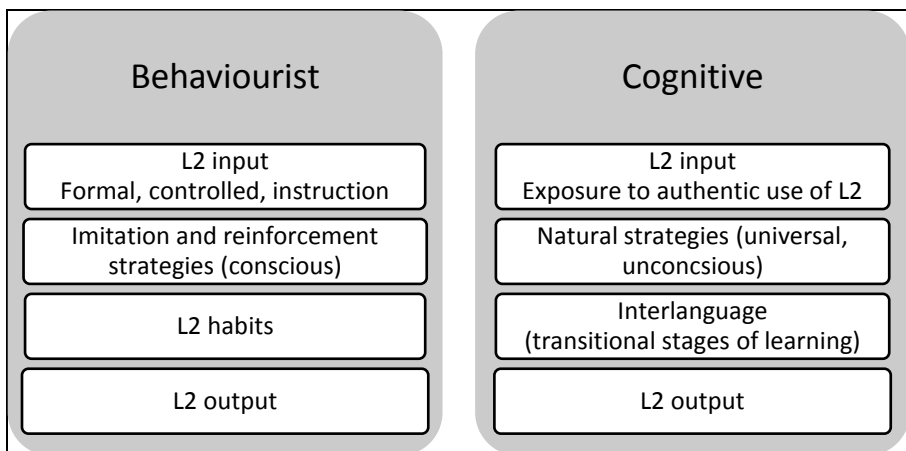 Behaviourist
L2 input
Formal, controlled, instruction
Imitation and reinforcement
strategies (conscious)
L2 habits
L2 output
Cognitive
L2 input
Exposure to authentic use of L2
Natural strategies (universal,
unconcsious)
Interlanguage
(transitional stages of learning)
L2 output